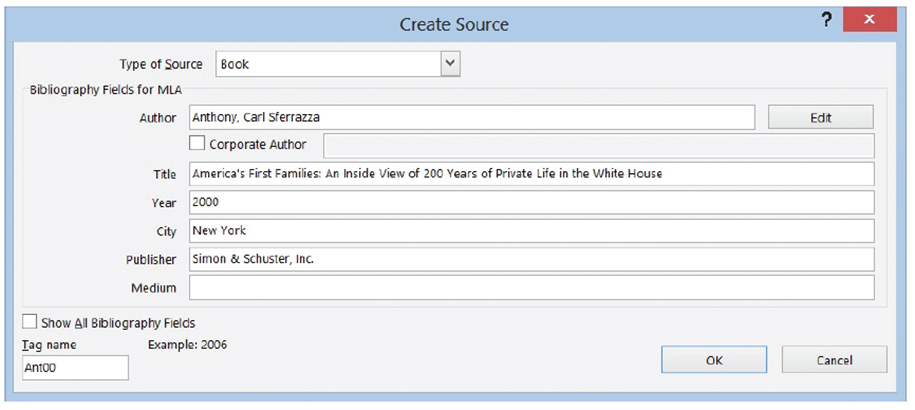 Create Source
? x
Type of Source Book
Bibliography Fields for MLA
Author Anthony, Carl Sferrazza Edit
Corporate Author
Title America's First Families: An Inside View of 200 Years of Private Life in the White House
Year 2000
City New York
Publisher Simon & Schuster, Inc.
Medium
Show All Bibliography Fields
Tag name Example: 2006
Ant00
OK Cancel